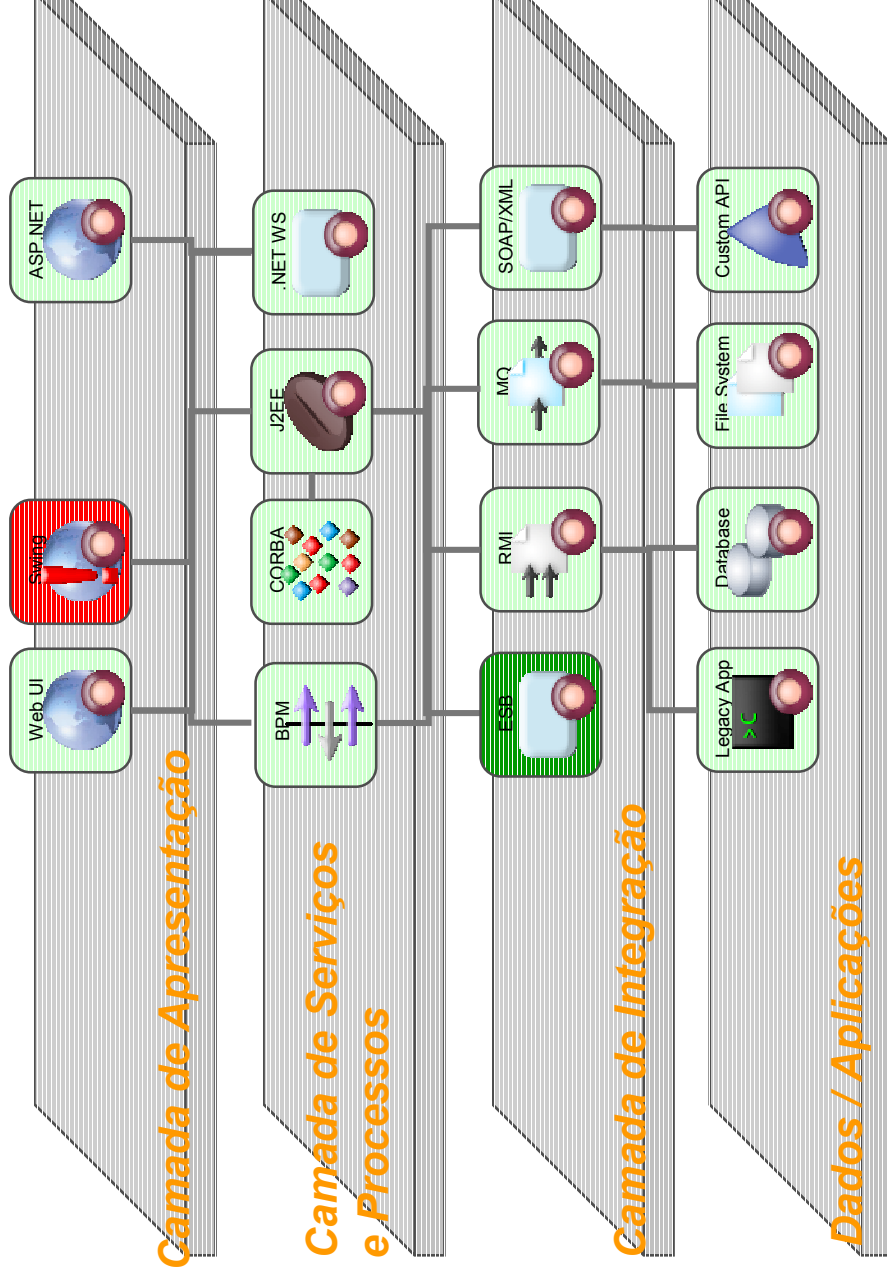 Camada de Apresentação
Web UI
Swing
ASP.NET
Camada de Serviços
e Processos
BPM
CORBA
J2EE
.NET WS
Camada de Integração
ESB
RMI
MQ
SOAP/XML
Dados / Aplicações
Legacy App
>C
Database
File System
Custom API